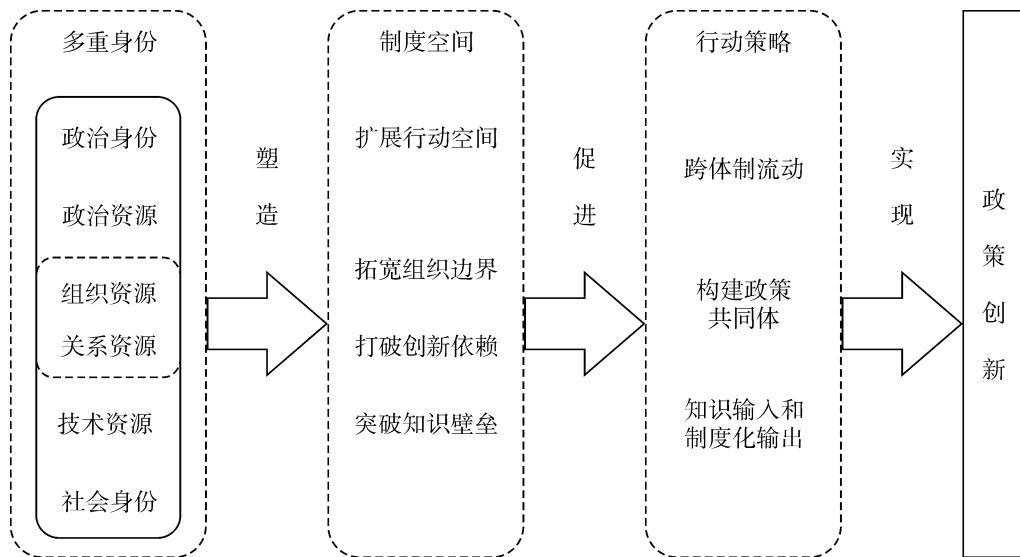 多重身份
政治身份
政治资源
组织资源
关系资源
技术资源
社会身份
塑造
制度空间
扩展行动空间
拓宽组织边界
打破创新依赖
突破知识壁垒
促进
行动策略
跨体制流动
构建政策
共同体
知识输入和
制度化输出
实现
政策创新